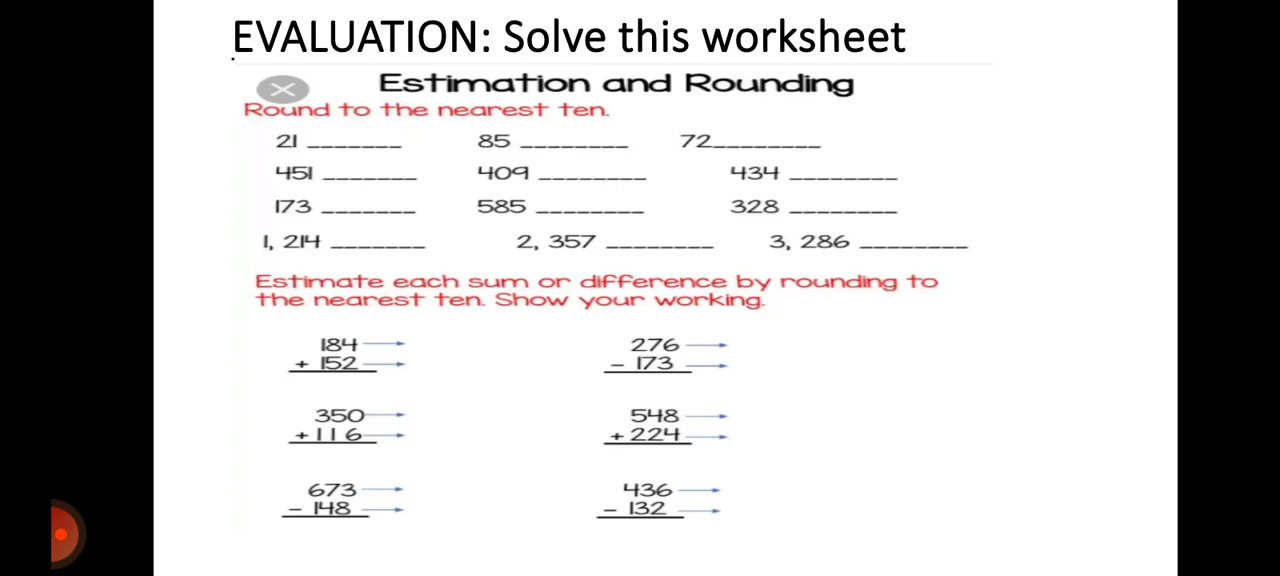 EVALUATION: Solve this worksheet
.
Estimation and Rounding
Round to the nearest ten.
21 _______ 85 ________ 72________
451 _______ 409 ________ 434 ________
173 _______ 585 ________ 328 ________
1, 214 _______ 2, 357 ________ 3, 286 ________
Estimate each sum or difference by rounding to
the nearest ten. Show your working.
184 → 276 →
+ 152 → - 173 →
350 → 548 →
+116 → +224 →
673 → 436 →
- 148 → - 132 →